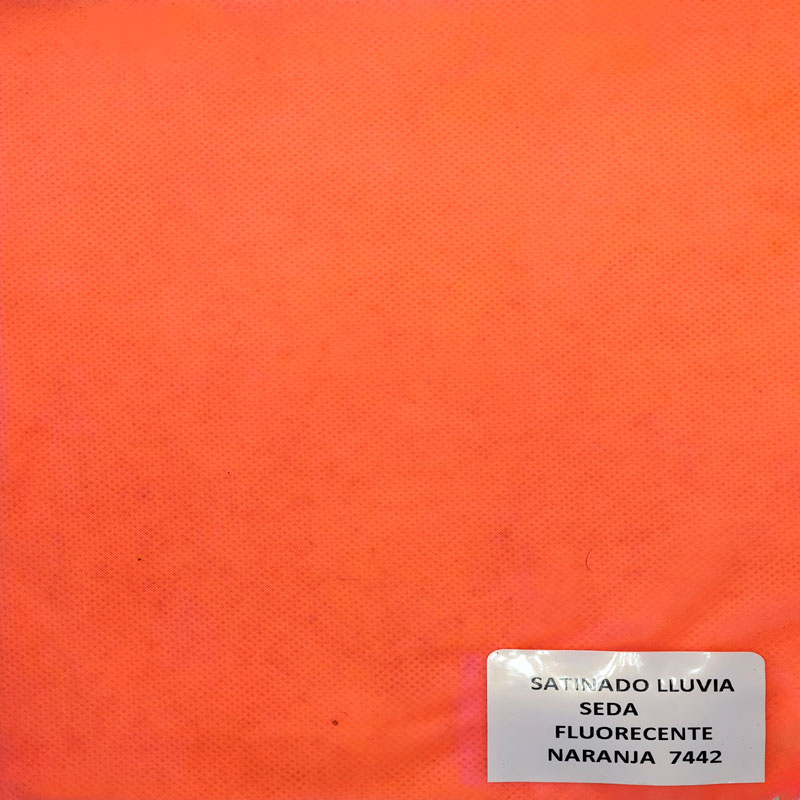 SATINADO LLUVIA
SEDA
FLUORECENTE
NARANJA 7442